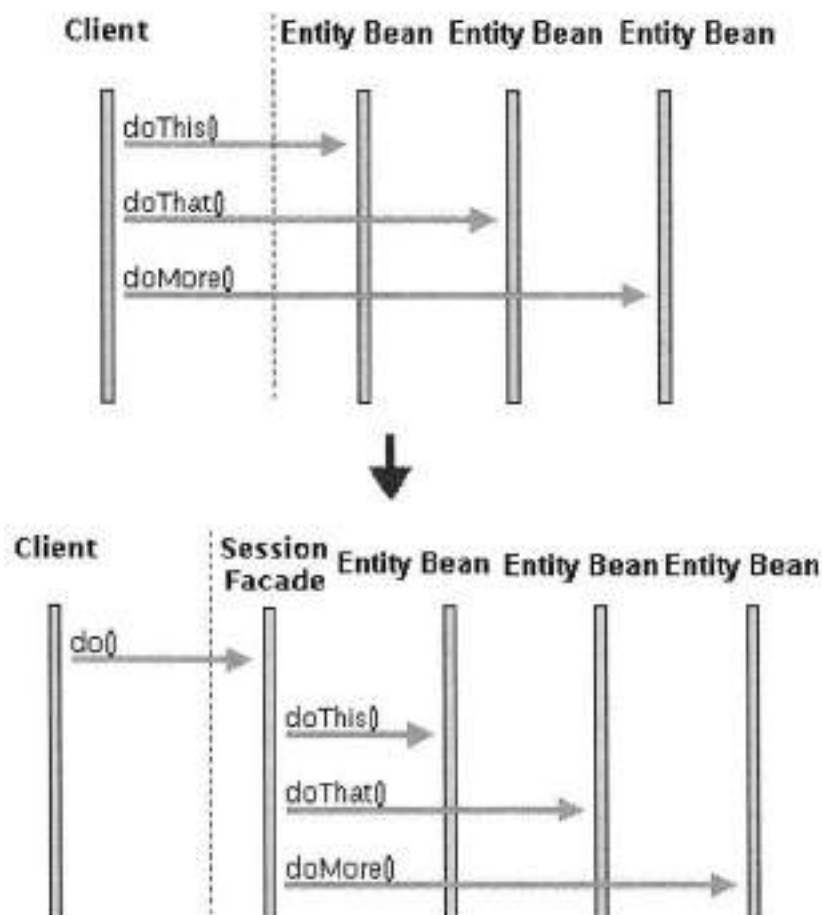 Client Entity Bean Entity Bean Entity Bean
doThis()
doThat()
doMore()
Client Session Facade Entity Bean Entity Bean Entity Bean
do()
doThis()
doThat()
doMore()